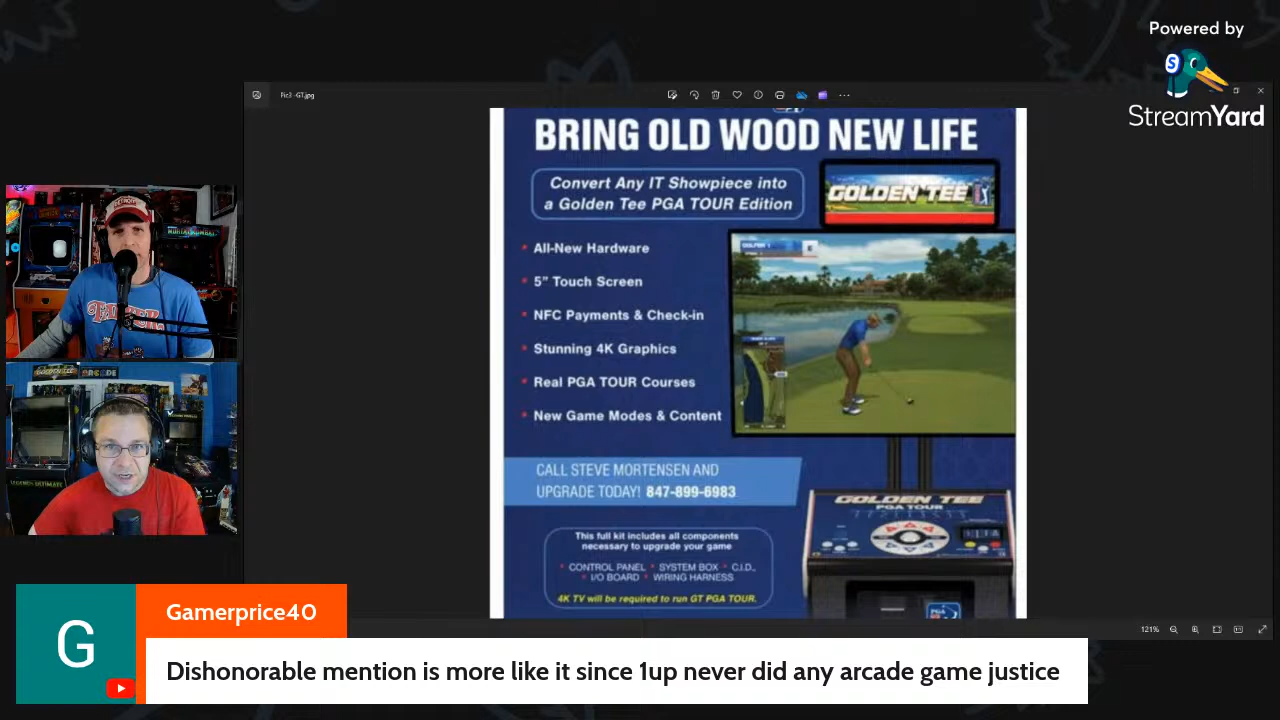 Powered by
StreamYard
Pic1 -GT.jpg
BRING OLD WOOD NEW LIFE
Convert Any IT Showpiece into
a Golden Tee PGA TOUR Edition
GOLDEN TEE
All-New Hardware
5" Touch Screen
NFC Payments & Check-in
Stunning 4K Graphics
Real PGA TOUR Courses
New Game Modes & Content
CALL STEVE MORTENSEN AND
UPGRADE TODAY! 847-899-6983
GOLDEN TEE
PGA TOUR
This full kit includes all components
necessary to upgrade your game
CONTROL PANEL • SYSTEM BOX • C.I.D.,
• I/O BOARD • WIRING HARNESS
4K TV will be required to run GT PGA TOUR.
121%
G
Gamerprice40
Dishonorable mention is more like it since 1up never did any arcade game justice